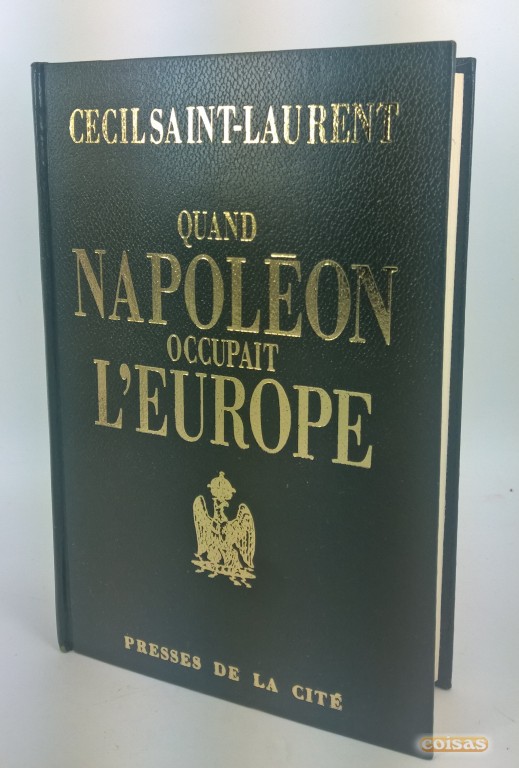 CECIL SAINT-LAURENT
QUAND
NAPOLÉON
OCCUPAIT
L'EUROPE
PRESSES DE LA CITÉ
coisas